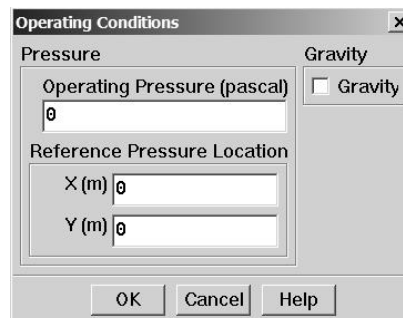 Operating Conditions
Pressure
Operating Pressure (pascal)
0
Reference Pressure Location
X (m) 0
Y (m) 0
Gravity
Gravity
OK Cancel Help